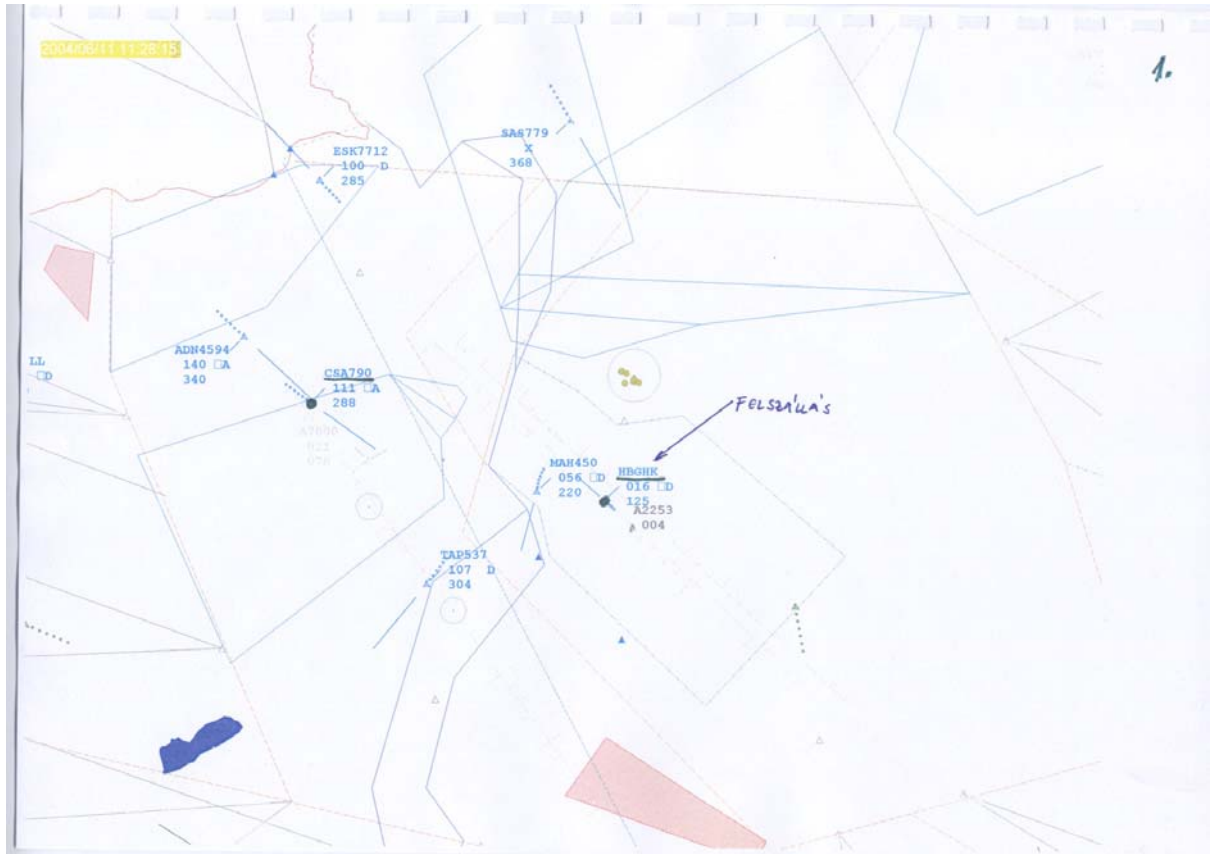 2004/06/11 11:28:15
1.
SAS779
X
368
ESK7712
100 D
285
ADN4594
140 □A
340
LL
□D
CSA790
111 □A
288
A7000
022
FELSZÁLLÁS
MAH450
056 □D
220
HBGHK
016 □D
125
A2253
004
TAP537
107 D
304